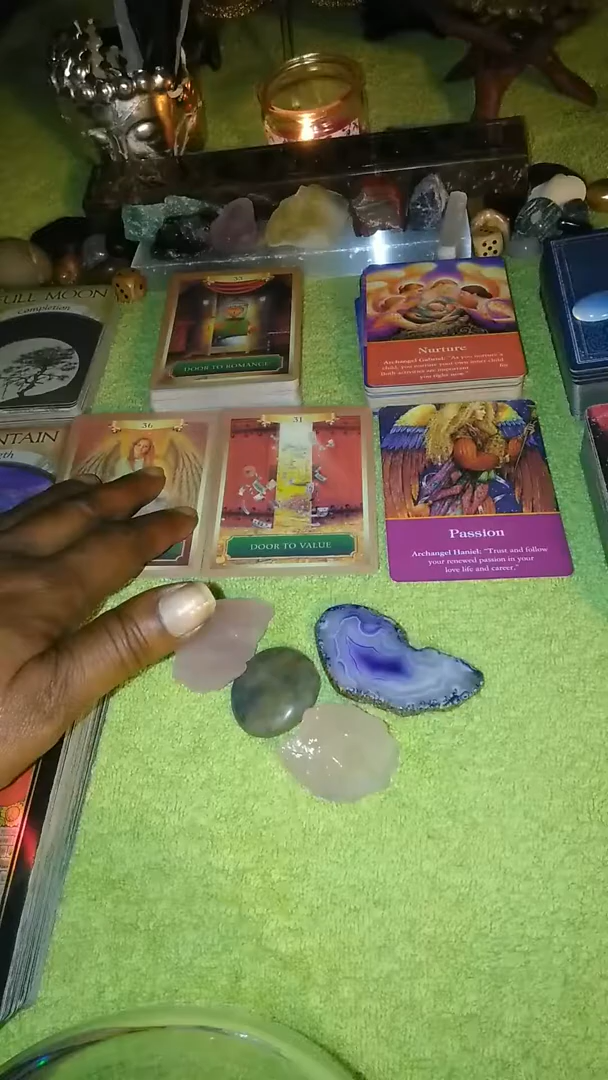 FULL MOON
Completion
33
DOOR TO ROMANCE
Nurture
Archangel Gabriel: "As you nurture a
child, you nurture your own inner child.
Both activities are important
you right now."
36
31
DOOR TO VALUE
Passion
Archangel Haniel: "Trust and follow
your renewed passion in your
love life and career."